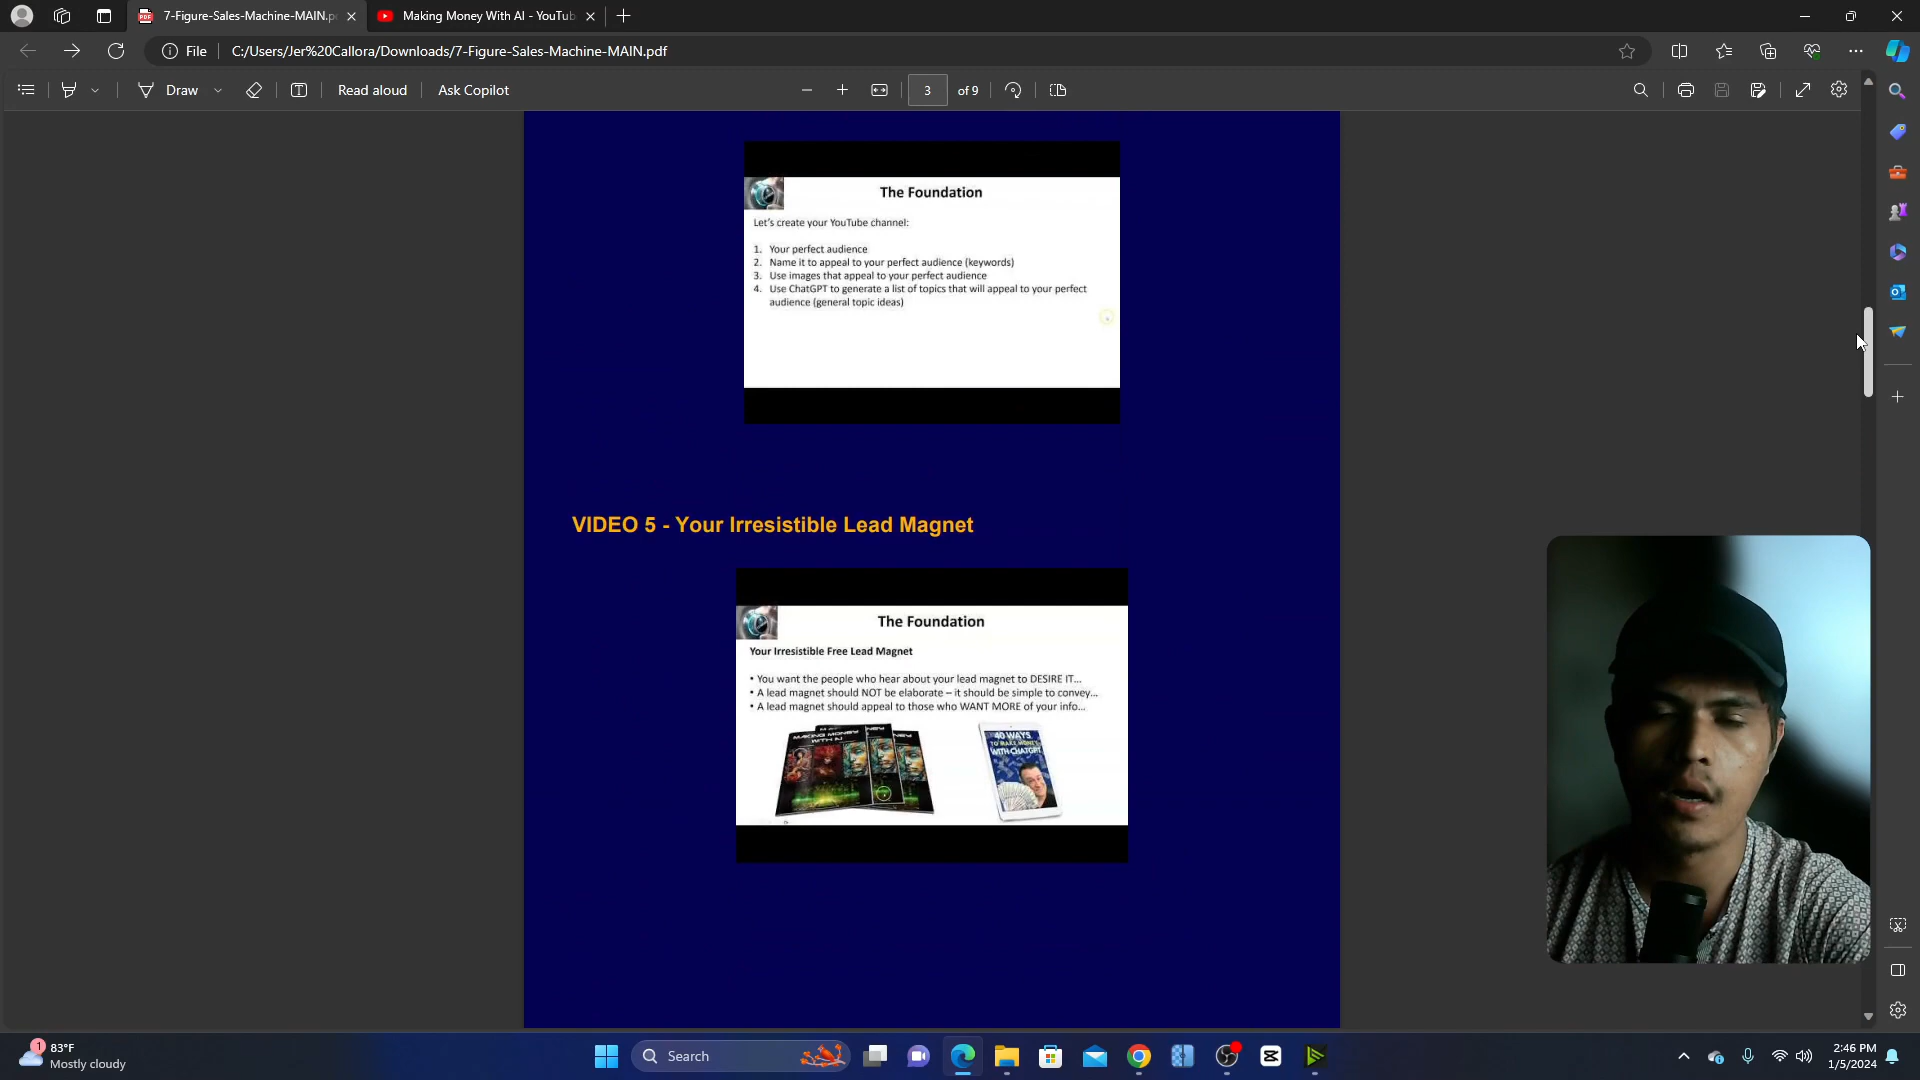 7-Figure-Sales-Machine-MAIN.p
Making Money With AI - YouTub
File
C:/Users/Jer%20Callora/Downloads/7-Figure-Sales-Machine-MAIN.pdf
Draw
Read aloud
Ask Copilot
3
of 9
The Foundation
Let's create your YouTube channel:
1. Your perfect audience
2. Name it to appeal to your perfect audience (keywords)
3. Use images that appeal to your perfect audience
4. Use ChatGPT to generate a list of topics that will appeal to your perfect
audience (general topic ideas)
VIDEO 5 - Your Irresistible Lead Magnet
The Foundation
Your Irresistible Free Lead Magnet
• You want the people who hear about your lead magnet to DESIRE IT...
• A lead magnet should NOT be elaborate – it should be simple to convey...
• A lead magnet should appeal to those who WANT MORE of your info...
MAKING MONEY
WITH AI
40 WAYS
TO MAKE MONEY
WITH CHATGPT
1
83°F
Mostly cloudy
Search
2:46 PM
1/5/2024